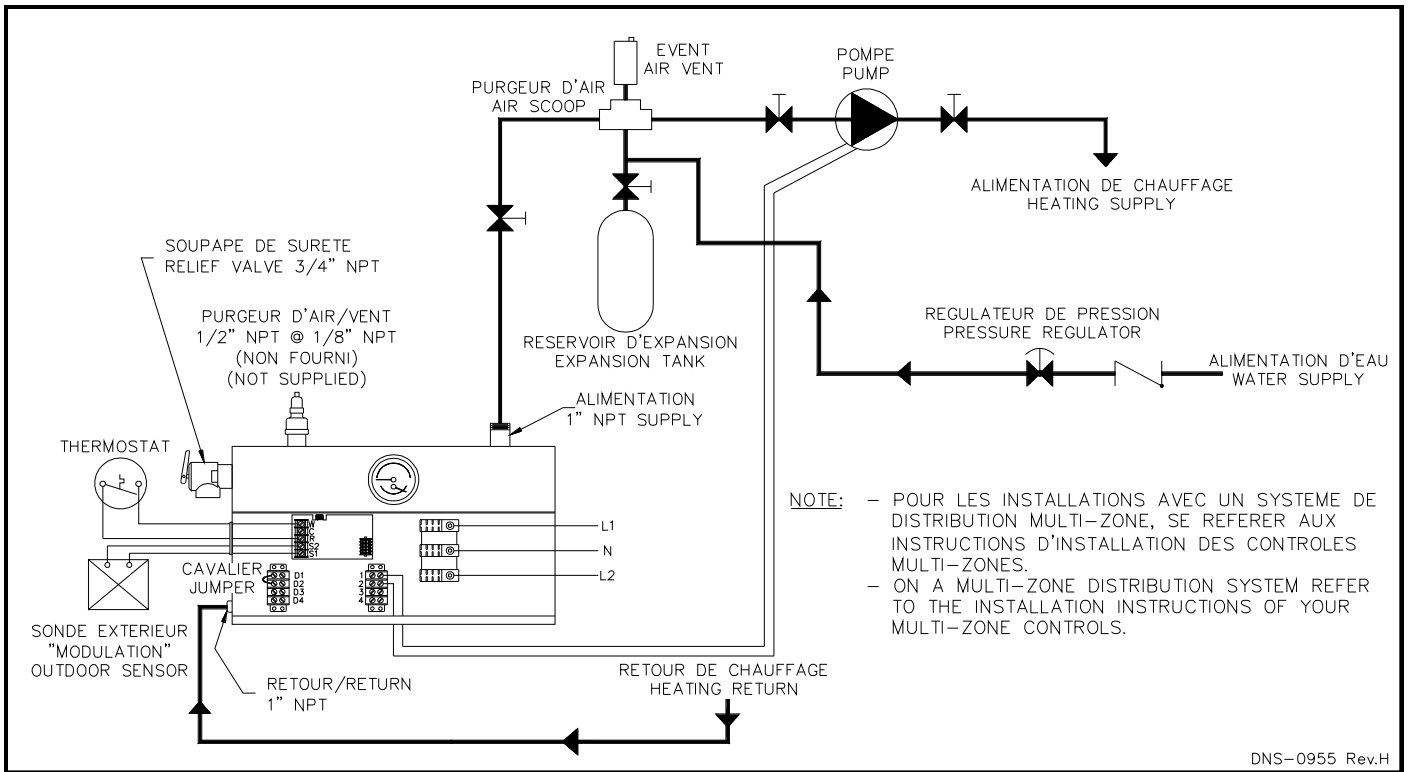 EVENT
AIR VENT
PURGEUR D'AIR
AIR SCOOP
POMPE
PUMP
ALIMENTATION DE CHAUFFAGE
HEATING SUPPLY
SOUPAPE DE SURETE
RELIEF VALVE 3/4" NPT
PURGEUR D'AIR/VENT
1/2" NPT @ 1/8" NPT
(NON FOURNI)
(NOT SUPPLIED)
RESERVOIR D'EXPANSION
EXPANSION TANK
REGULATEUR DE PRESSION
PRESSURE REGULATOR
ALIMENTATION D'EAU
WATER SUPPLY
ALIMENTATION
1" NPT SUPPLY
THERMOSTAT
W
C
R
S2
S1
L1
N
L2
CAVALIER
JUMPER
D1
D2
D3
D4
1
2
3
4
SONDE EXTERIEUR
"MODULATION"
OUTDOOR SENSOR
RETOUR/RETURN
1" NPT
RETOUR DE CHAUFFAGE
HEATING RETURN
NOTE: - POUR LES INSTALLATIONS AVEC UN SYSTEME DE
DISTRIBUTION MULTI-ZONE, SE REFERER AUX
INSTRUCTIONS D'INSTALLATION DES CONTROLES
MULTI-ZONES.
- ON A MULTI-ZONE DISTRIBUTION SYSTEM REFER
TO THE INSTALLATION INSTRUCTIONS OF YOUR
MULTI-ZONE CONTROLS.
DNS-0955 Rev.H